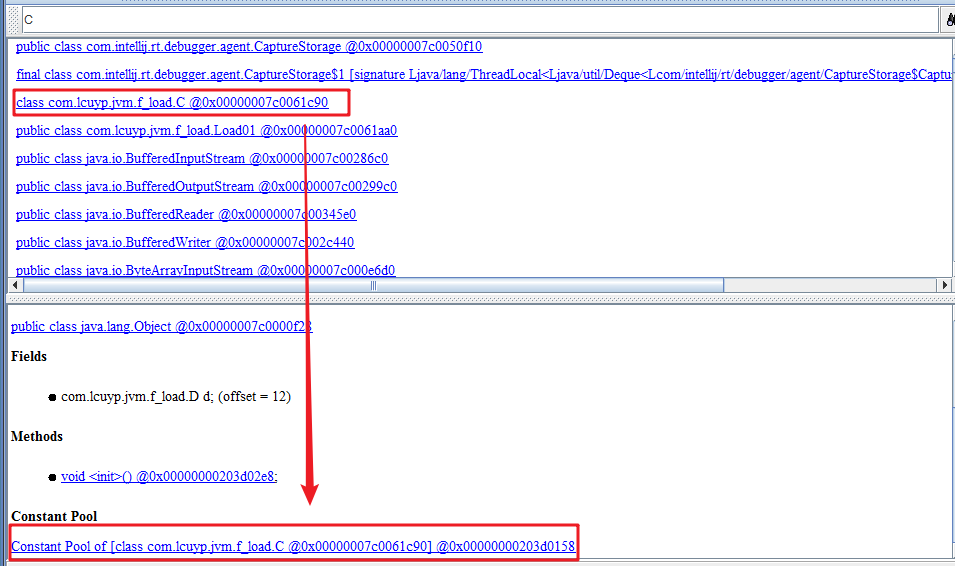 C
public class com.intellij.rt.debugger.agent.CaptureStorage @0x00000007c0050f10
final class com.intellij.rt.debugger.agent.CaptureStorage$1 [signature Ljava/lang/ThreadLocal<Ljava/util/Deque<Lcom/intellij/rt/debugger/agent/CaptureStorage$Captu
class com.lcuyp.jvm.f_load.C @0x00000007c0061c90
public class com.lcuyp.jvm.f_load.Load01 @0x00000007c0061aa0
public class java.io.BufferedInputStream @0x00000007c00286c0
public class java.io.BufferedOutputStream @0x00000007c00299c0
public class java.io.BufferedReader @0x00000007c00345e0
public class java.io.BufferedWriter @0x00000007c002c440
public class java.io.ByteArrayInputStream @0x00000007c000e6d0
public class java.lang.Object @0x00000007c0000f28
Fields
● com.lcuyp.jvm.f_load.D d; (offset = 12)
Methods
● void <init>() @0x00000000203d02e8;
Constant Pool
Constant Pool of [class com.lcuyp.jvm.f_load.C @0x00000007c0061c90] @0x00000000203d0158